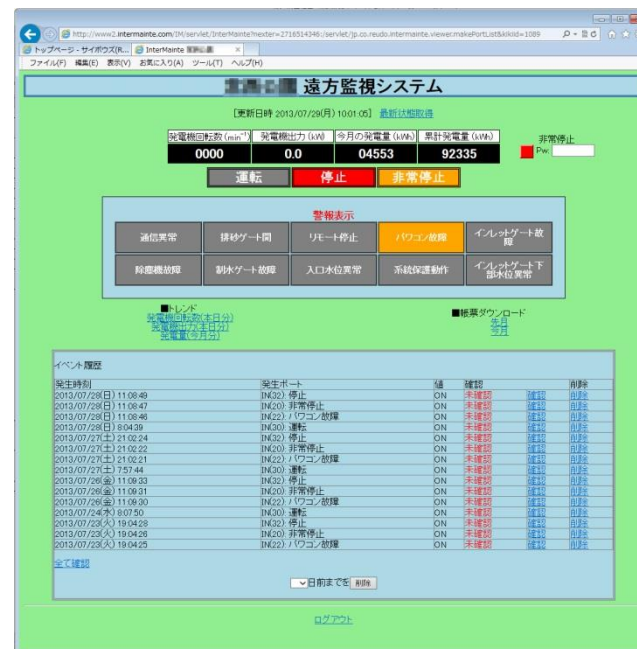 http://www2.intermainte.com/IM/servlet/InterMainte?nexter=2716514346:/servlet/jp.co.reudo.intermainte.viewer.makePortList&kikid=1089
トップページ - サイボウズ(R... InterMainte
ファイル(F) 編集(E) 表示(V) お気に入り(A) ツール(T) ヘルプ(H)
遠方監視システム
[更新日時 2013/07/29(月) 10:01:05] 最新状態取得
発電機回転数(min⁻¹) 発電機出力(kW) 今月の発電量(kWh) 累計発電量(kWh) 非常停止
0000 0.0 04553 92335 Pw:
運転 停止 非常停止
警報表示
通信異常 排砂ゲート開 リモート停止 パワコン故障 インレットゲート故障
除塵機故障 制水ゲート故障 入口水位異常 系統保護動作 インレットゲート下部水位異常
■トレンド ■帳票ダウンロード
発電機回転数(本日分) 先月
発電機出力(本日分) 今月
発電量(今月分)
イベント履歴
発生時刻 発生ポート 値 確認 削除
2013/07/28(日) 11:08:49 IN(32): 停止 ON 未確認 確認 削除
2013/07/28(日) 11:08:47 IN(20): 非常停止 ON 未確認 確認 削除
2013/07/28(日) 11:08:46 IN(22): パワコン故障 ON 未確認 確認 削除
2013/07/28(日) 8:04:39 IN(30): 運転 ON 未確認 確認 削除
2013/07/27(土) 21:02:24 IN(32): 停止 ON 未確認 確認 削除
2013/07/27(土) 21:02:22 IN(20): 非常停止 ON 未確認 確認 削除
2013/07/27(土) 21:02:21 IN(22): パワコン故障 ON 未確認 確認 削除
2013/07/27(土) 7:57:44 IN(30): 運転 ON 未確認 確認 削除
2013/07/26(金) 11:09:33 IN(32): 停止 ON 未確認 確認 削除
2013/07/26(金) 11:09:31 IN(20): 非常停止 ON 未確認 確認 削除
2013/07/26(金) 11:09:30 IN(22): パワコン故障 ON 未確認 確認 削除
2013/07/24(水) 8:07:50 IN(30): 運転 ON 未確認 確認 削除
2013/07/23(火) 19:04:28 IN(32): 停止 ON 未確認 確認 削除
2013/07/23(火) 19:04:26 IN(20): 非常停止 ON 未確認 確認 削除
2013/07/23(火) 19:04:25 IN(22): パワコン故障 ON 未確認 確認 削除
全て確認
日前までを 削除
ログアウト